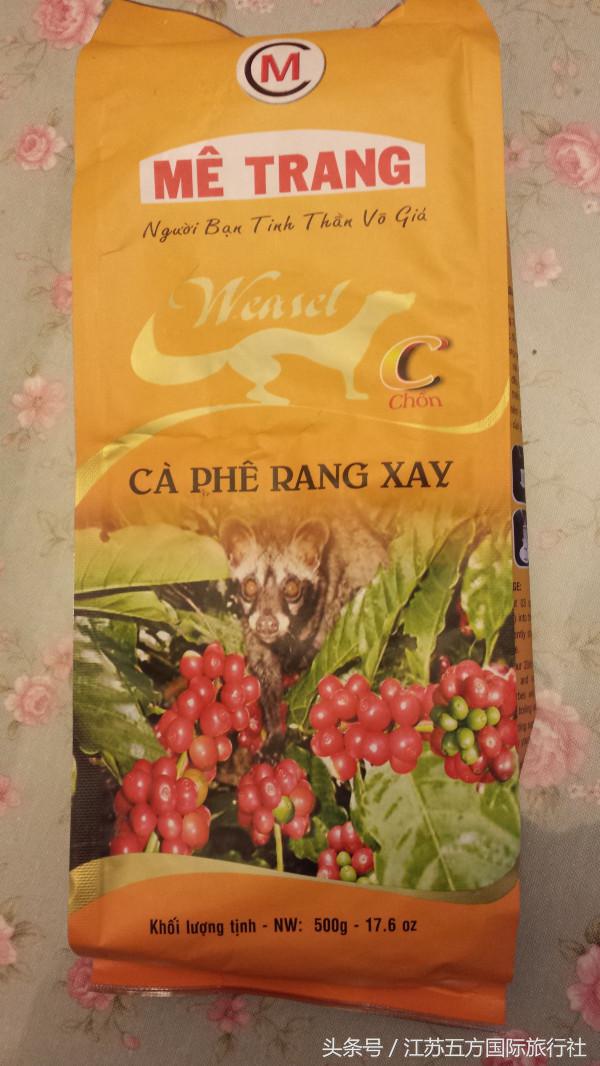 MC
MÊ TRANG
Người Bạn Tinh Thần Vô Giá
Weasel
C
Chồn
CÀ PHÊ RANG XAY
Khối lượng tịnh - NW: 500g - 17.6 oz
头条号 / 江苏五方国际旅行社